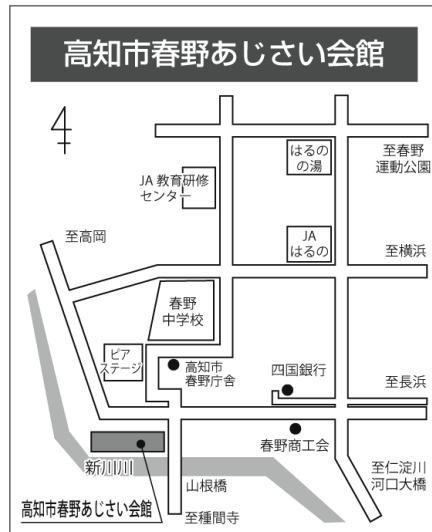 高知市春野あじさい会館
はるの
の湯
至春野
運動公園
JA 教育研修
センター
至高岡
JA
はるの
至横浜
春野
中学校
ピア
ステージ
高知市
春野庁舎
四国銀行
至長浜
春野商工会
新川川
山根橋
至仁淀川
河口大橋
高知市春野あじさい会館
至種間寺